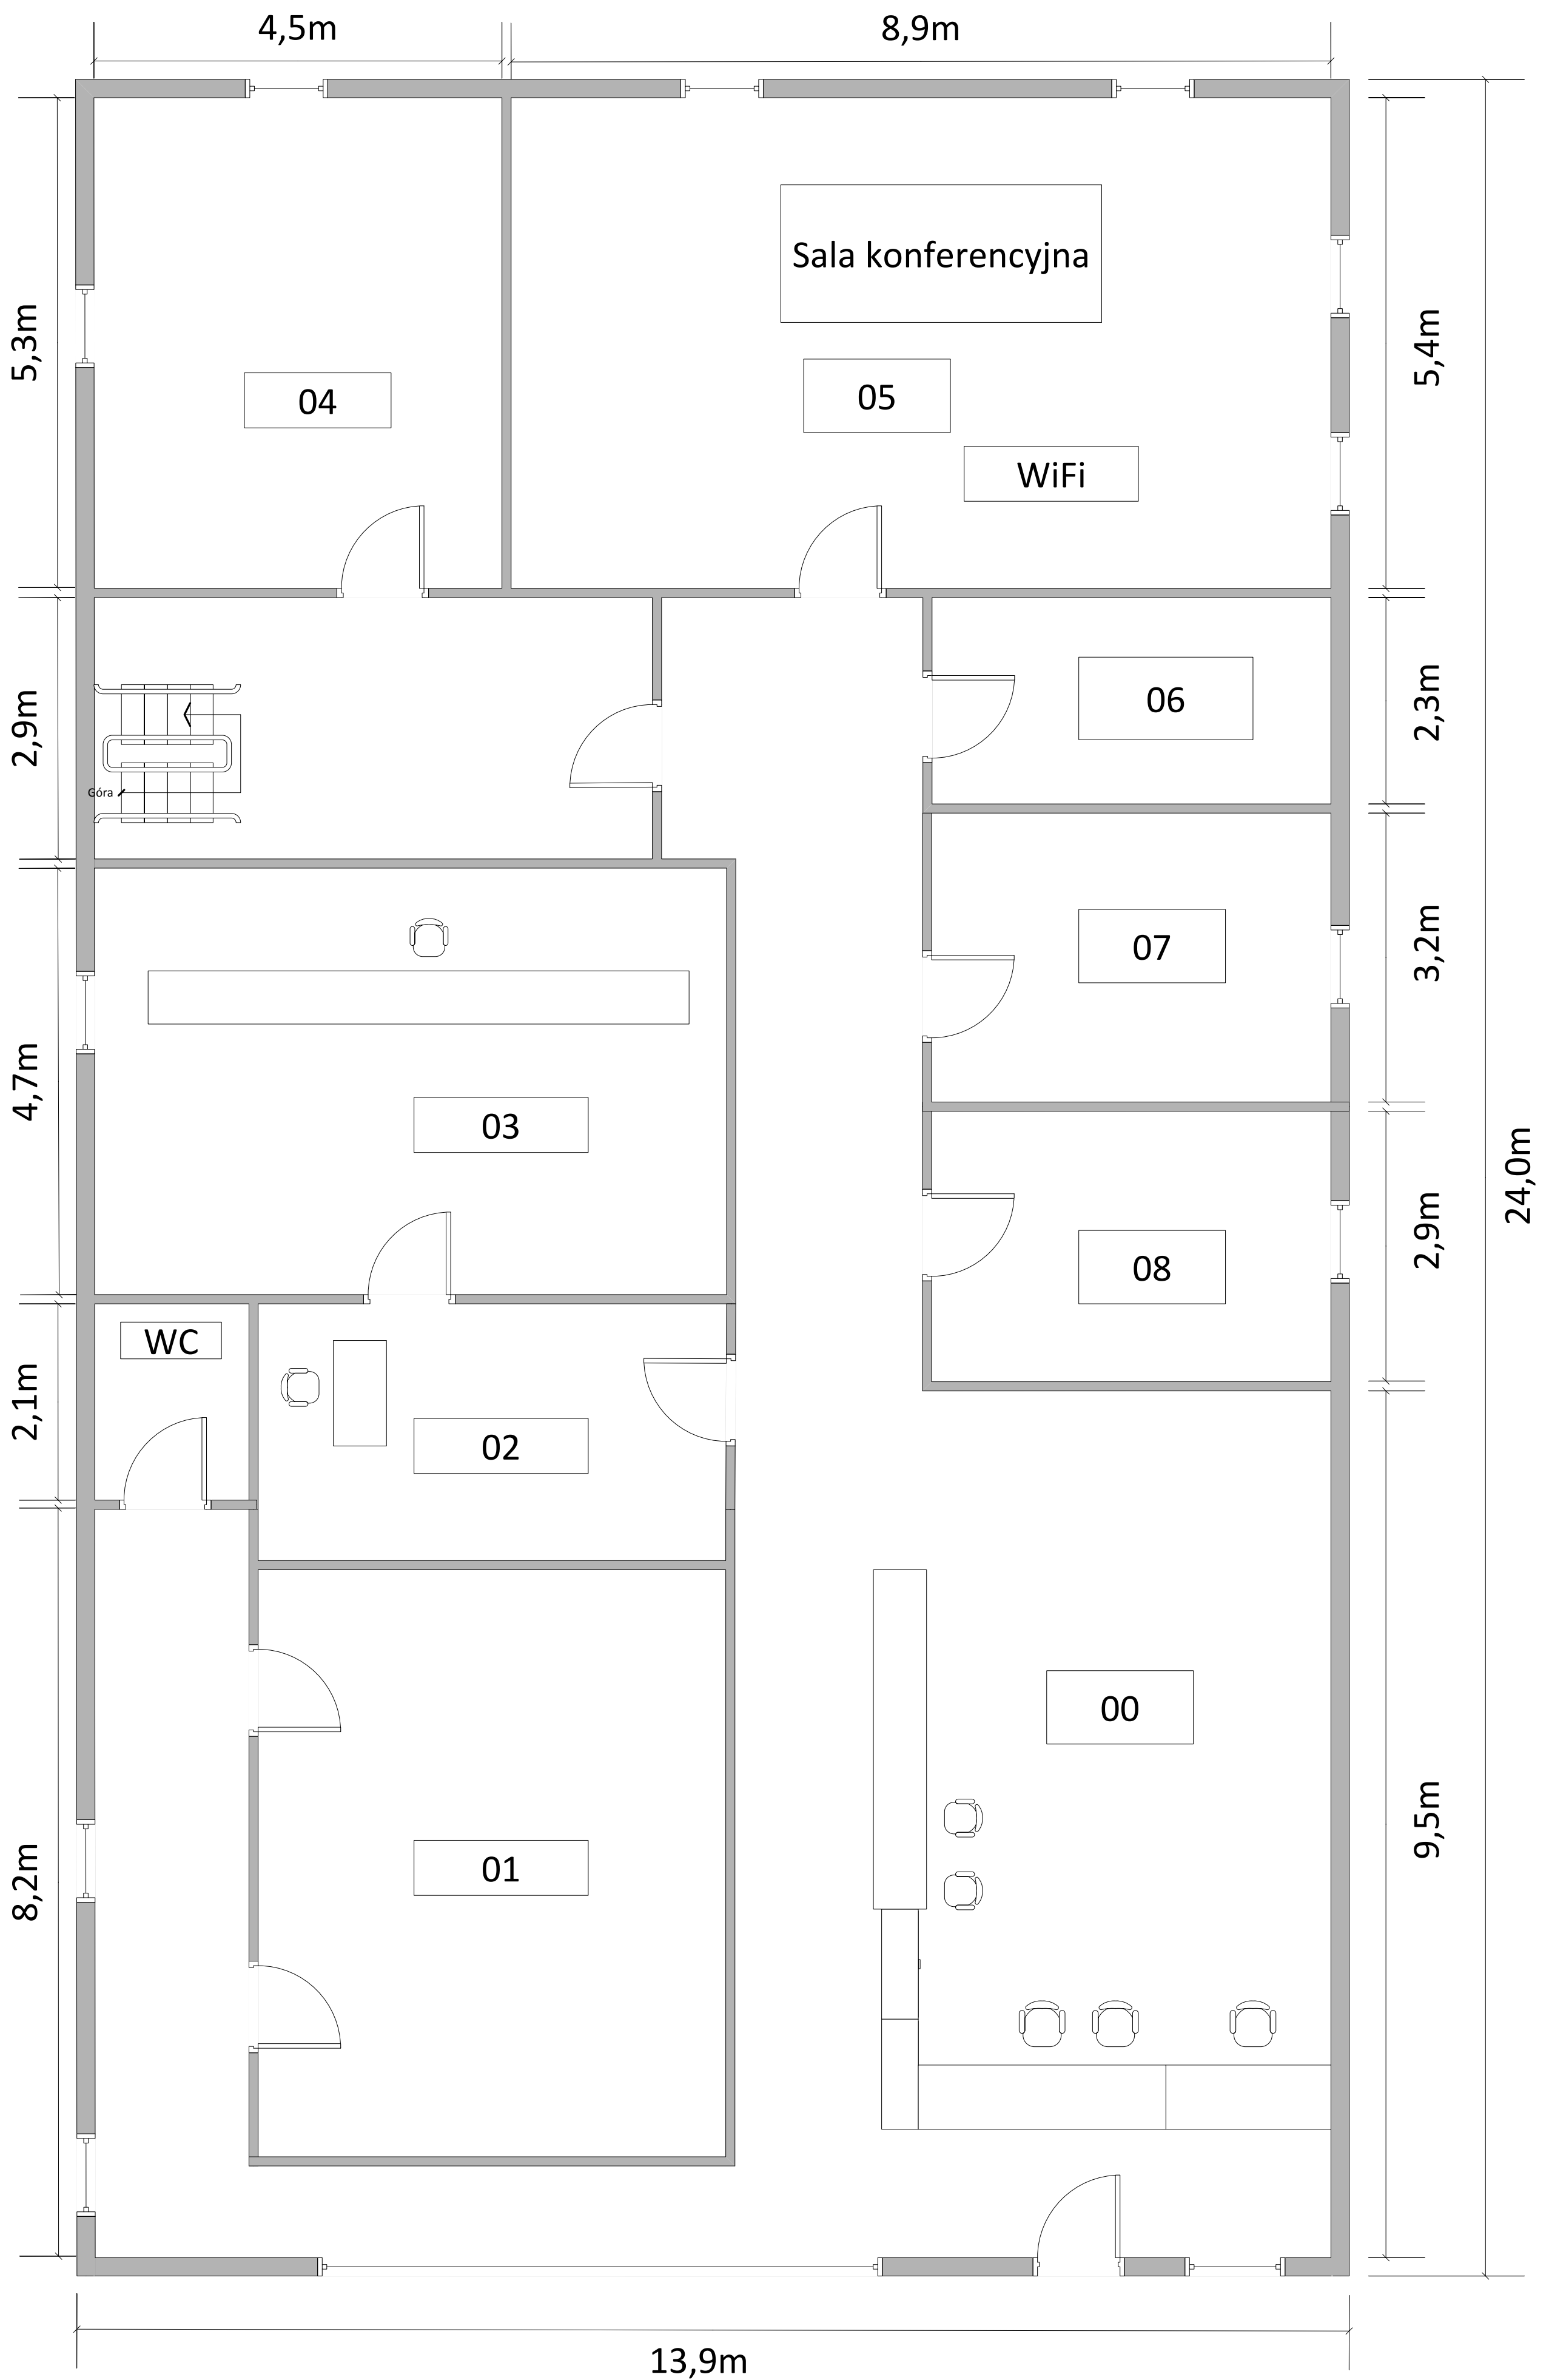 4,5m
8,9m
Sala konferencyjna
5,3m
5,4m
04
05
WiFi
2,9m
06
2,3m
Góra
07
3,2m
4,7m
03
24,0m
2,9m
08
WC
2,1m
02
00
9,5m
01
8,2m
13,9m